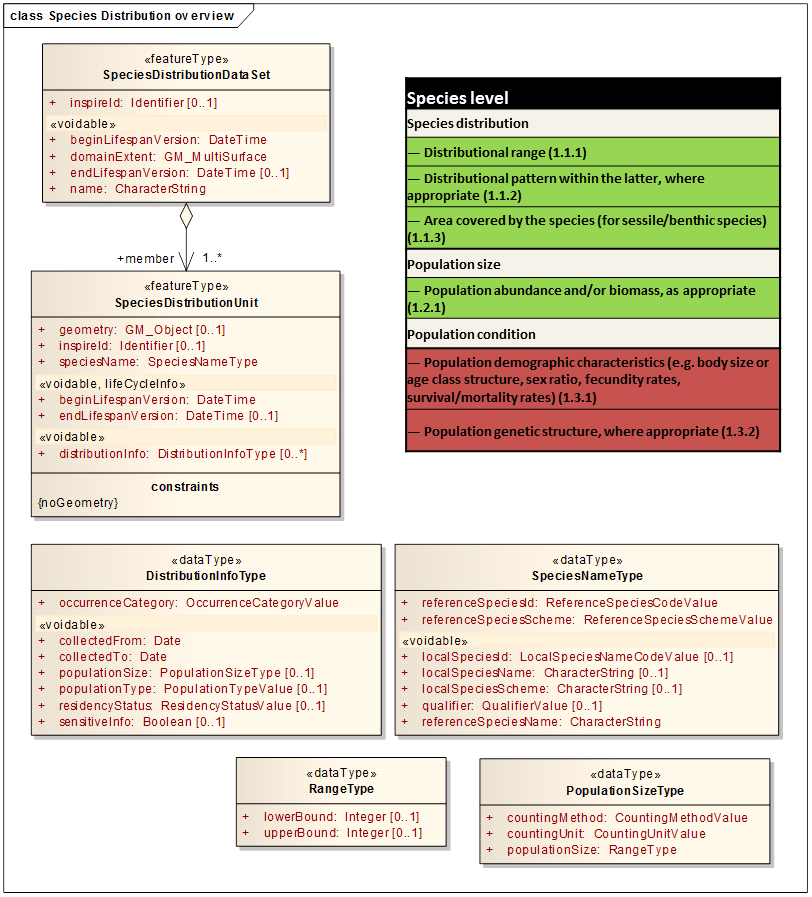 class Species Distribution overview
«featureType»
SpeciesDistributionDataSet
+ inspireId: Identifier [0..1]
«voidable»
+ beginLifespanVersion: DateTime
+ domainExtent: GM_MultiSurface
+ endLifespanVersion: DateTime [0..1]
+ name: CharacterString
+member 1..*
«featureType»
SpeciesDistributionUnit
+ geometry: GM_Object [0..1]
+ inspireId: Identifier [0..1]
+ speciesName: SpeciesNameType
«voidable, lifeCycleInfo»
+ beginLifespanVersion: DateTime
+ endLifespanVersion: DateTime [0..1]
«voidable»
+ distributionInfo: DistributionInfoType [0..*]
constraints
{noGeometry}
Species level
Species distribution
— Distributional range (1.1.1)
— Distributional pattern within the latter, where
appropriate (1.1.2)
— Area covered by the species (for sessile/benthic species)
(1.1.3)
Population size
— Population abundance and/or biomass, as appropriate
(1.2.1)
Population condition
— Population demographic characteristics (e.g. body size or
age class structure, sex ratio, fecundity rates,
survival/mortality rates) (1.3.1)
— Population genetic structure, where appropriate (1.3.2)
«dataType»
DistributionInfoType
+ occurrenceCategory: OccurrenceCategoryValue
«voidable»
+ collectedFrom: Date
+ collectedTo: Date
+ populationSize: PopulationSizeType [0..1]
+ populationType: PopulationTypeValue [0..1]
+ residencyStatus: ResidencyStatusValue [0..1]
+ sensitiveInfo: Boolean [0..1]
«dataType»
SpeciesNameType
+ referenceSpeciesId: ReferenceSpeciesCodeValue
+ referenceSpeciesScheme: ReferenceSpeciesSchemeValue
«voidable»
+ localSpeciesId: LocalSpeciesNameCodeValue [0..1]
+ localSpeciesName: CharacterString [0..1]
+ localSpeciesScheme: CharacterString [0..1]
+ qualifier: QualifierValue [0..1]
+ referenceSpeciesName: CharacterString
«dataType»
RangeType
+ lowerBound: Integer [0..1]
+ upperBound: Integer [0..1]
«dataType»
PopulationSizeType
+ countingMethod: CountingMethodValue
+ countingUnit: CountingUnitValue
+ populationSize: RangeType